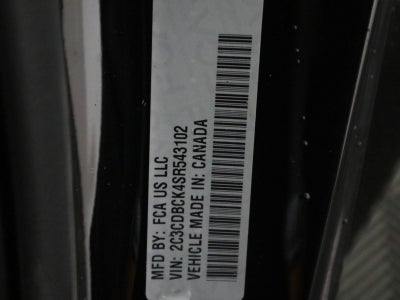 MFD BY: FCA US LLC
VIN: 2C3CDBCK4SR543102
VEHICLE MADE IN: CANADA